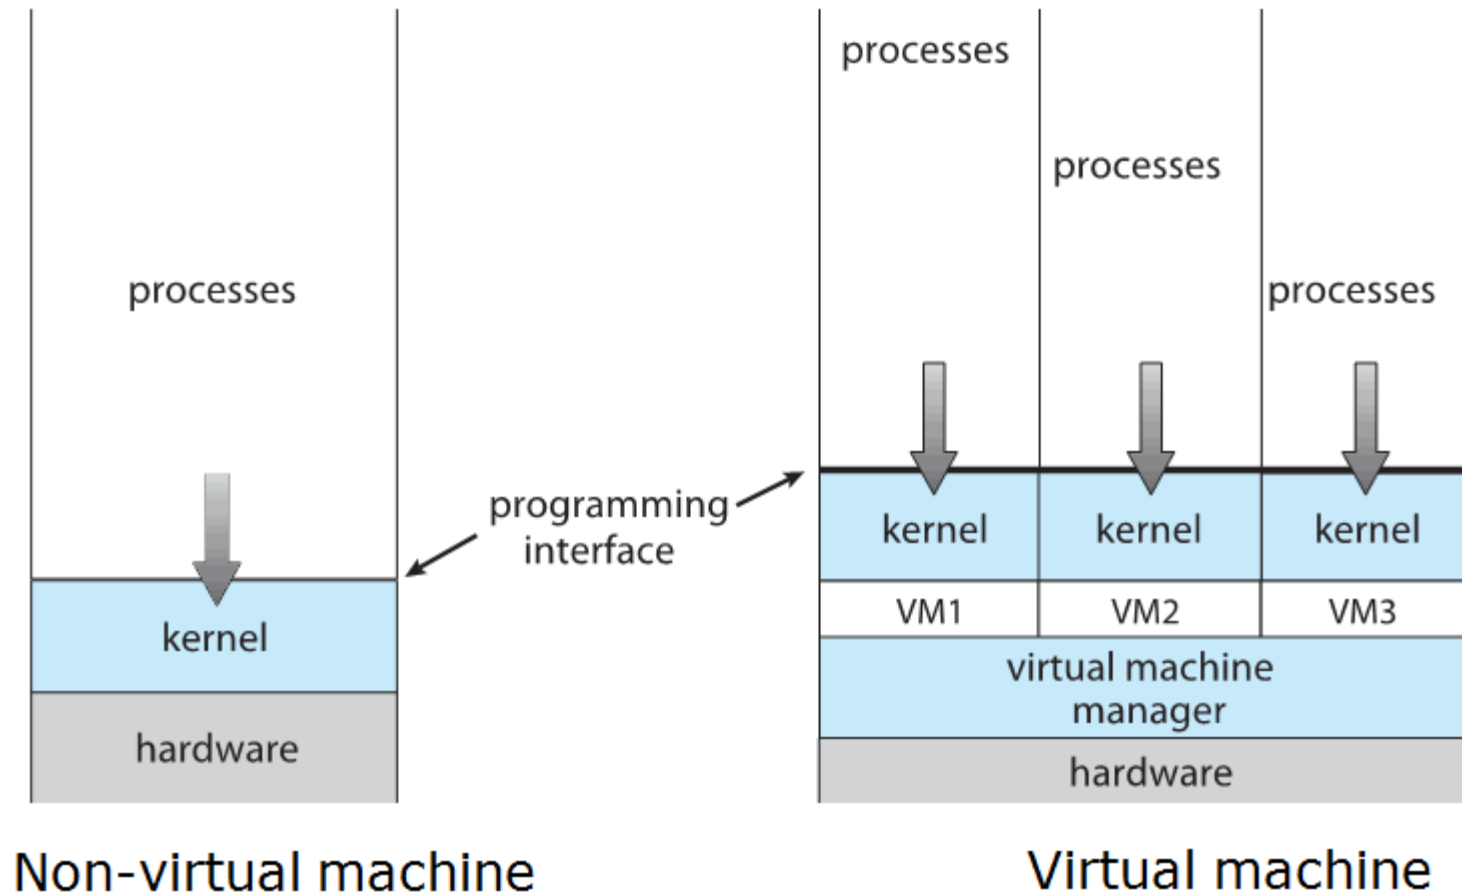 processes
kernel
hardware
Non-virtual machine
programming
interface
processes
processes
processes
kernel kernel kernel
VM1 VM2 VM3
virtual machine
manager
hardware
Virtual machine